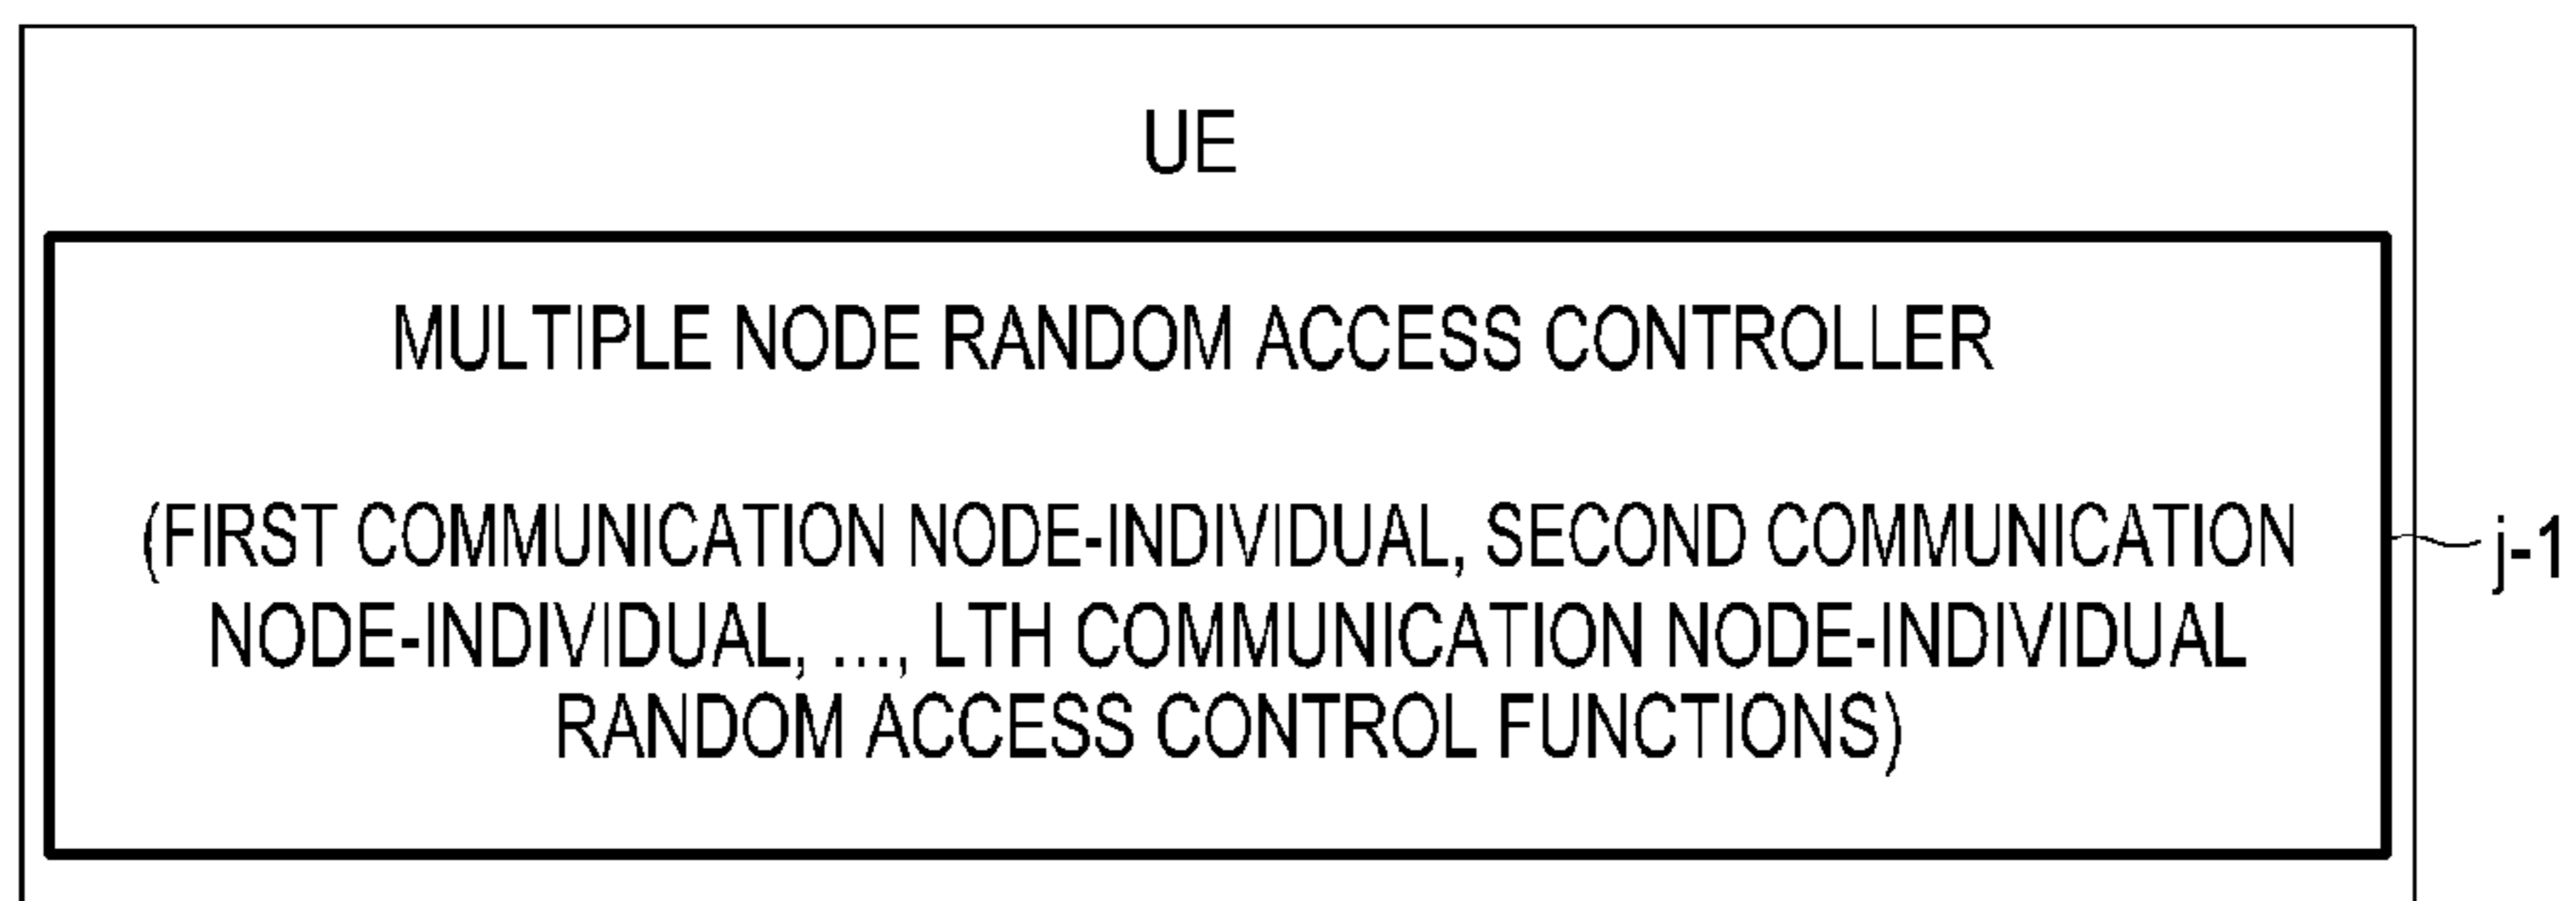 UE
MULTIPLE NODE RANDOM ACCESS CONTROLLER
(FIRST COMMUNICATION NODE-INDIVIDUAL, SECOND COMMUNICATION
NODE-INDIVIDUAL, ..., LTH COMMUNICATION NODE-INDIVIDUAL
RANDOM ACCESS CONTROL FUNCTIONS)
j-1